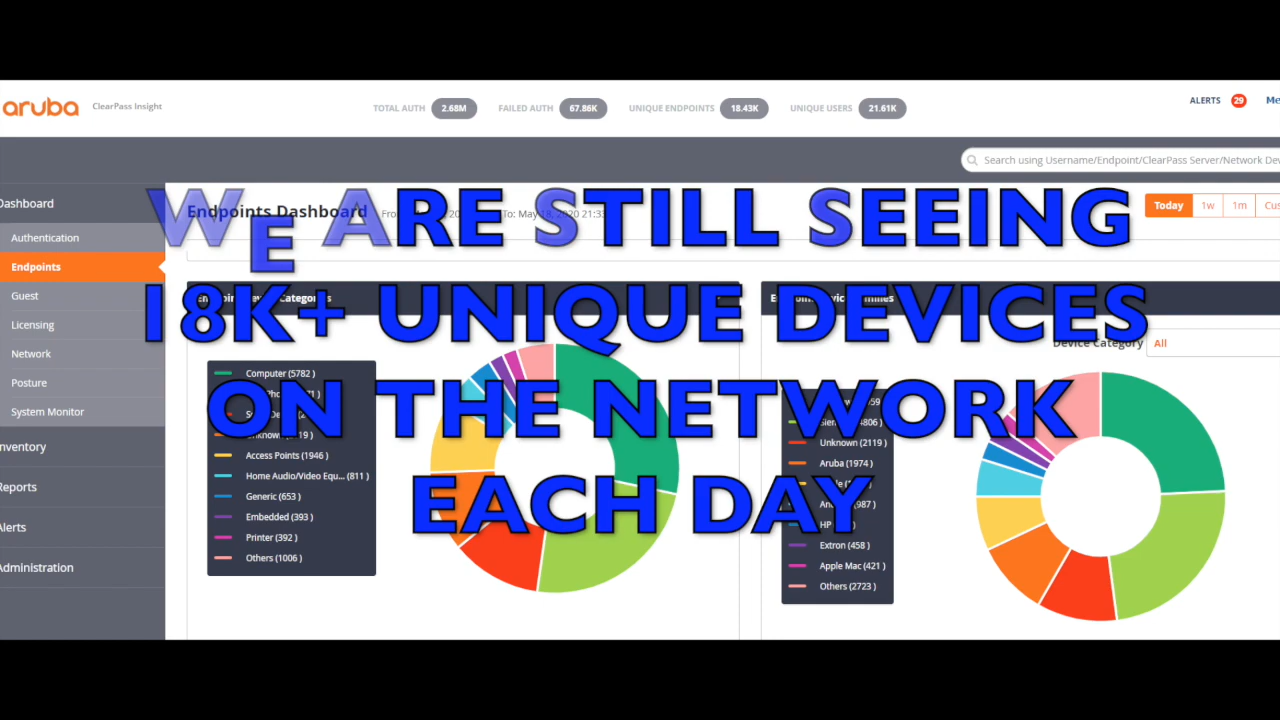 aruba ClearPass Insight TOTAL AUTH 2.68M FAILED AUTH 67.86K UNIQUE ENDPOINTS 18.43K UNIQUE USERS 21.61K ALERTS 29
Search using Username/Endpoint/ClearPass Server/Network
WE ARE STILL SEEING
18K+ UNIQUE DEVICES
ON THE NETWORK
EACH DAY
Dashboard
Authentication
Endpoints
Guest
Licensing
Network
Posture
System Monitor
Inventory
Reports
Alerts
Administration
Endpoints Dashboard
Today 1w 1m
Computer (5782 )
Access Points (1946 )
Home Audio/Video Equ... (811 )
Generic (653 )
Embedded (393 )
Printer (392 )
Others (1006 )
Device Category All
Unknown (2119 )
Aruba (1974 )
HP
Extron (458 )
Apple Mac (421 )
Others (2723 )